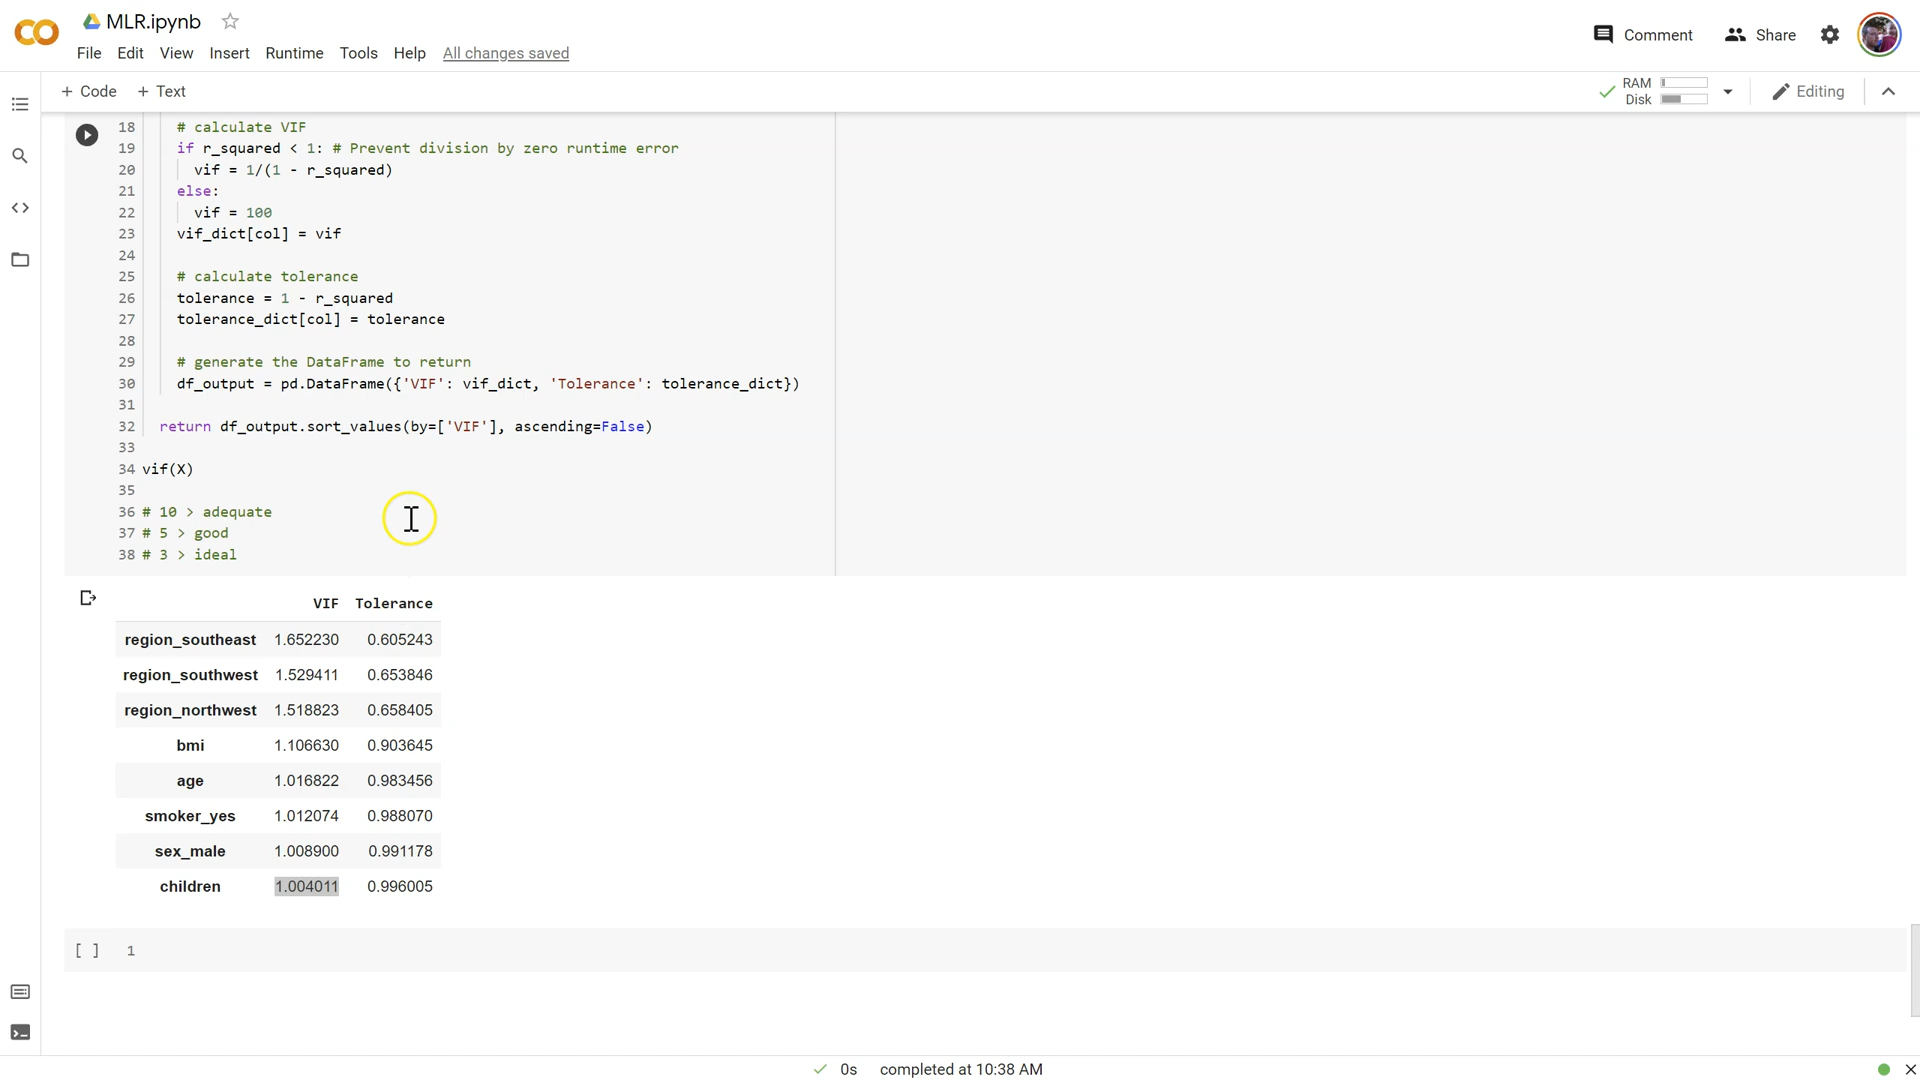 MLR.ipynb
File Edit View Insert Runtime Tools Help All changes saved
Comment Share
+ Code + Text
RAM
Disk
Editing
18 # calculate VIF
19 if r_squared < 1: # Prevent division by zero runtime error
20 vif = 1/(1 - r_squared)
21 else:
22 vif = 100
23 vif_dict[col] = vif
24
25 # calculate tolerance
26 tolerance = 1 - r_squared
27 tolerance_dict[col] = tolerance
28
29 # generate the DataFrame to return
30 df_output = pd.DataFrame({'VIF': vif_dict, 'Tolerance': tolerance_dict})
31
32 return df_output.sort_values(by=['VIF'], ascending=False)
33
34 vif(X)
35
36 # 10 > adequate
37 # 5 > good
38 # 3 > ideal
VIF Tolerance
region_southeast 1.652230 0.605243
region_southwest 1.529411 0.653846
region_northwest 1.518823 0.658405
bmi 1.106630 0.903645
age 1.016822 0.983456
smoker_yes 1.012074 0.988070
sex_male 1.008900 0.991178
children 1.004011 0.996005
[ ] 1
0s completed at 10:38 AM